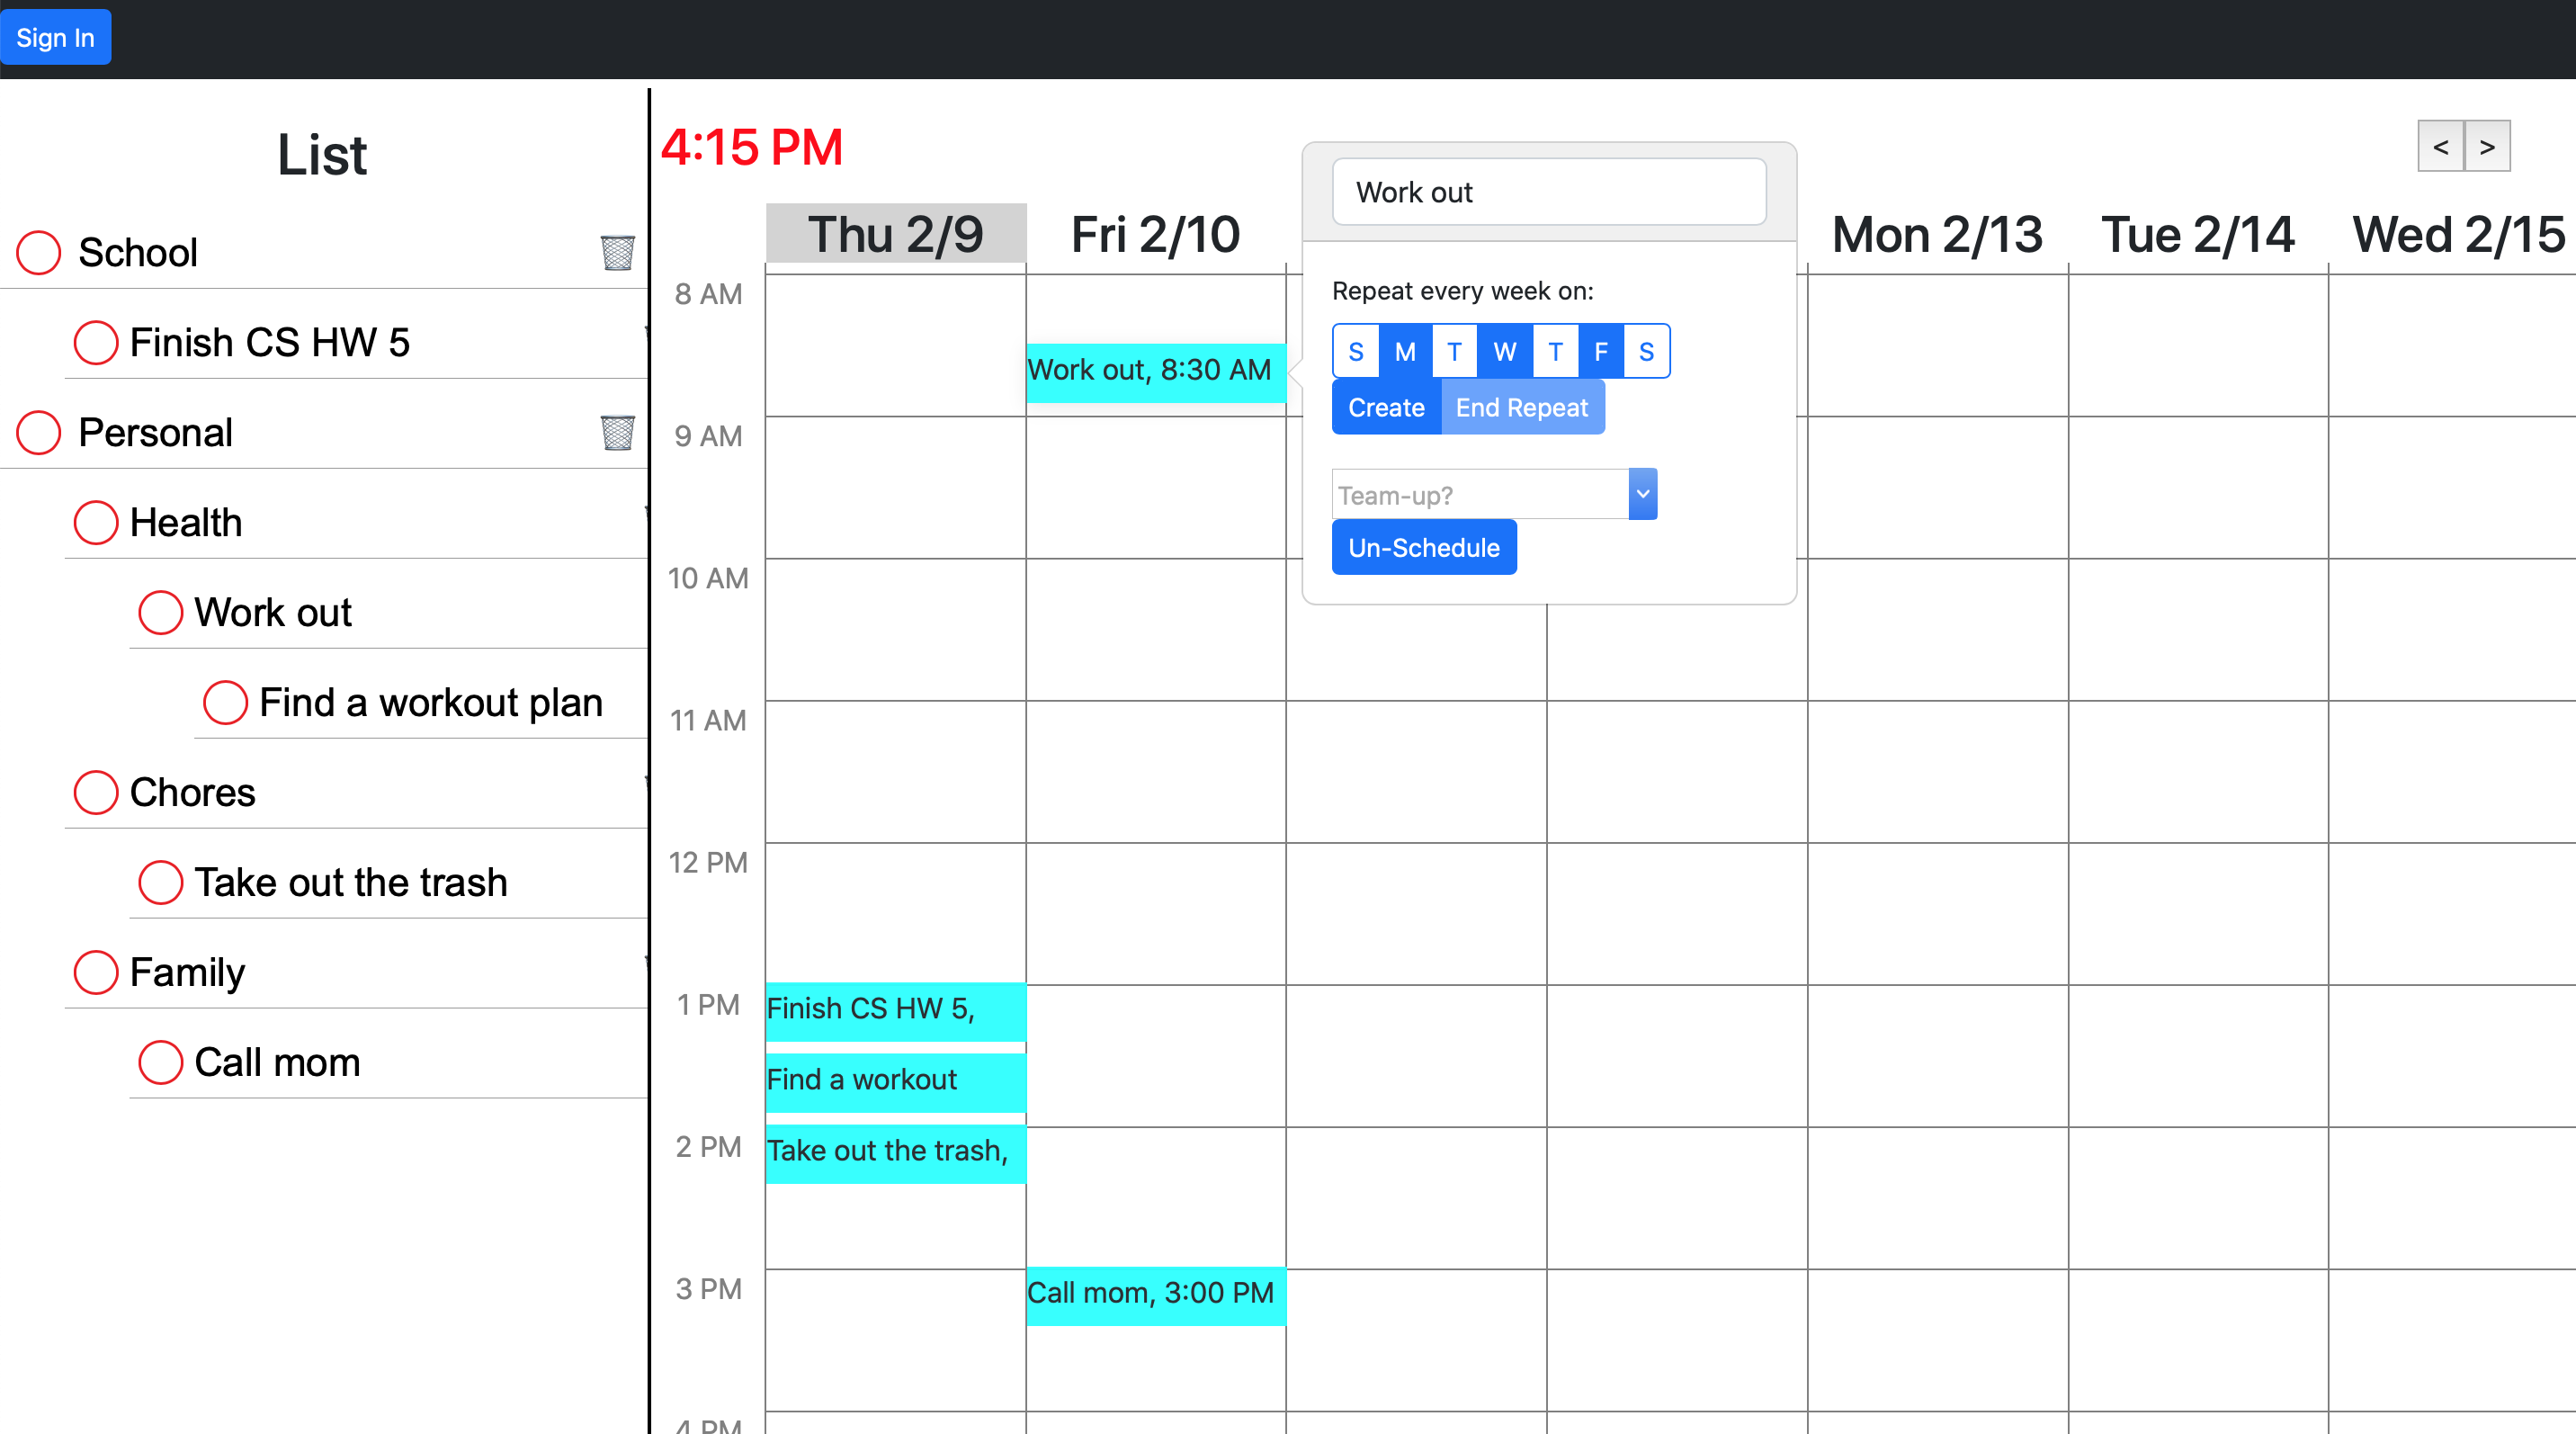 Sign In
List
School
Finish CS HW 5
Personal
Health
Work out
Find a workout plan
Chores
Take out the trash
Family
Call mom
4:15 PM
< >
Thu 2/9 Fri 2/10 Mon 2/13 Tue 2/14 Wed 2/15
8 AM
9 AM
10 AM
11 AM
12 PM
1 PM
2 PM
3 PM
4 PM
Work out, 8:30 AM
Finish CS HW 5,
Find a workout
Take out the trash,
Call mom, 3:00 PM
Work out
Repeat every week on:
S M T W T F S
Create End Repeat
Team-up?
Un-Schedule